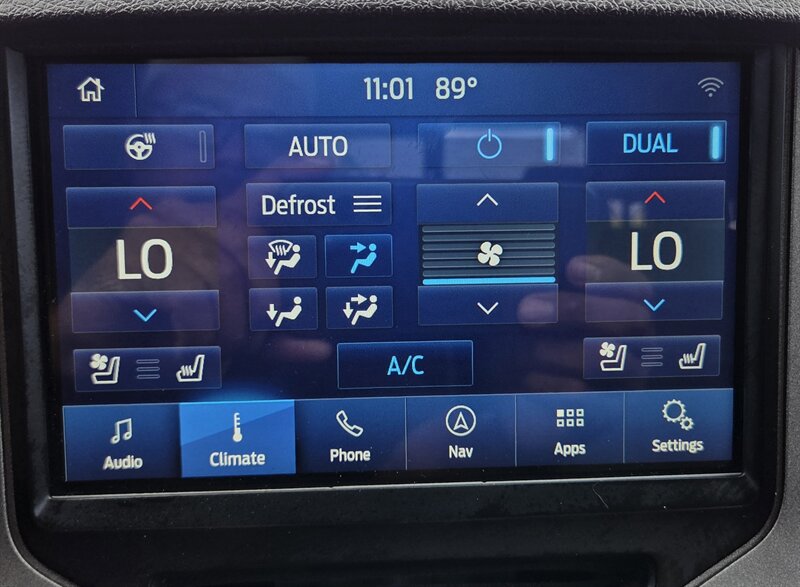 11:01 89°
AUTO
DUAL
Defrost
LO
LO
A/C
Audio
Climate
Phone
Nav
Apps
Settings